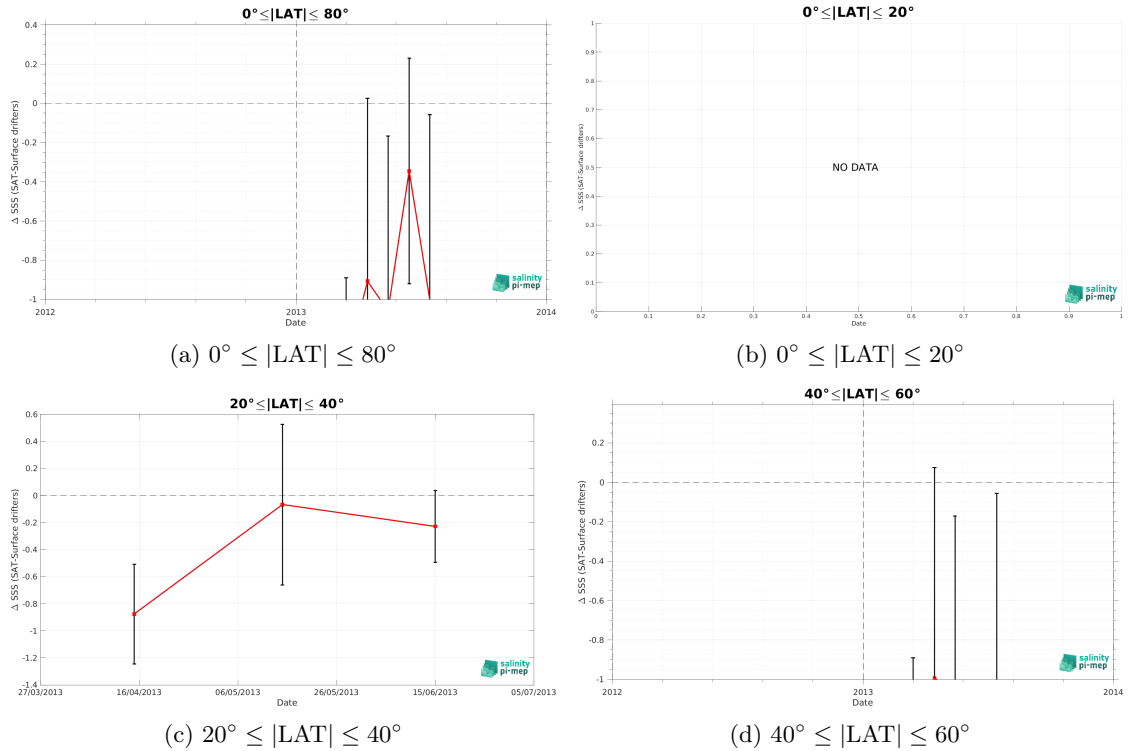 0°≤|LAT|≤ 80°
0.4
0.2
0
-0.2
-0.4
-0.6
-0.8
-1
Δ SSS (SAT-Surface drifters)
2012
2013
2014
Date
salinity
pi-mep
(a) 0° ≤ |LAT| ≤ 80°
0°≤|LAT|≤ 20°
1
0.9
0.8
0.7
0.6
0.5
0.4
0.3
0.2
0.1
0
Δ SSS (SAT-Surface drifters)
NO DATA
0
0.1
0.2
0.3
0.4
0.5
0.6
0.7
0.8
0.9
1
Date
salinity
pi-mep
(b) 0° ≤ |LAT| ≤ 20°
20°≤|LAT|≤ 40°
0.6
0.4
0.2
0
-0.2
-0.4
-0.6
-0.8
-1
-1.2
-1.4
Δ SSS (SAT-Surface drifters)
27/03/2013
16/04/2013
06/05/2013
26/05/2013
15/06/2013
05/07/2013
Date
salinity
pi-mep
(c) 20° ≤ |LAT| ≤ 40°
40°≤|LAT|≤ 60°
0.2
0
-0.2
-0.4
-0.6
-0.8
-1
Δ SSS (SAT-Surface drifters)
2012
2013
2014
Date
salinity
pi-mep
(d) 40° ≤ |LAT| ≤ 60°